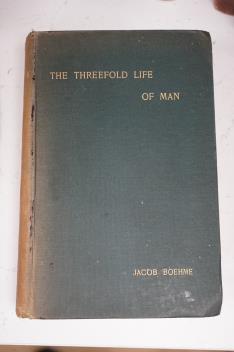 THE THREEFOLD LIFE
OF MAN
JACOB BOEHME